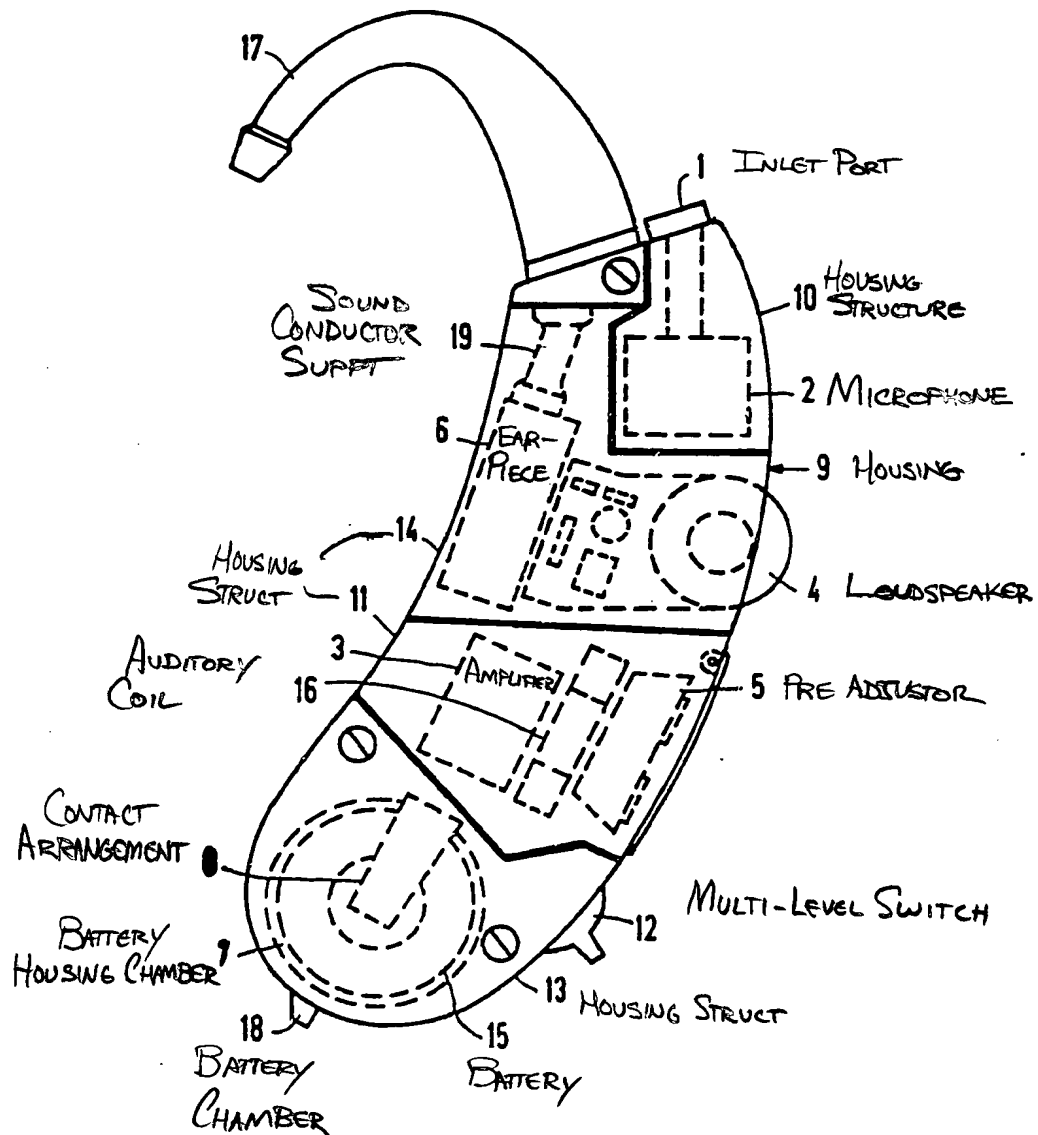 17
1 INLET PORT
10 HOUSING
STRUCTURE
SOUND
CONDUCTOR
SUPPT
19
2 MICROPHONE
6
EAR-
PIECE
9 HOUSING
14
HOUSING
STRUCT
11
4 LOUDSPEAKER
AUDITORY
COIL
3
AMPLIFIER
16
5 PRE ADJUSTOR
CONTACT
ARRANGEMENT
8
MULTI-LEVEL SWITCH
12
BATTERY
HOUSING CHAMBER
7
13 HOUSING STRUCT
18
15
BATTERY
CHAMBER
BATTERY